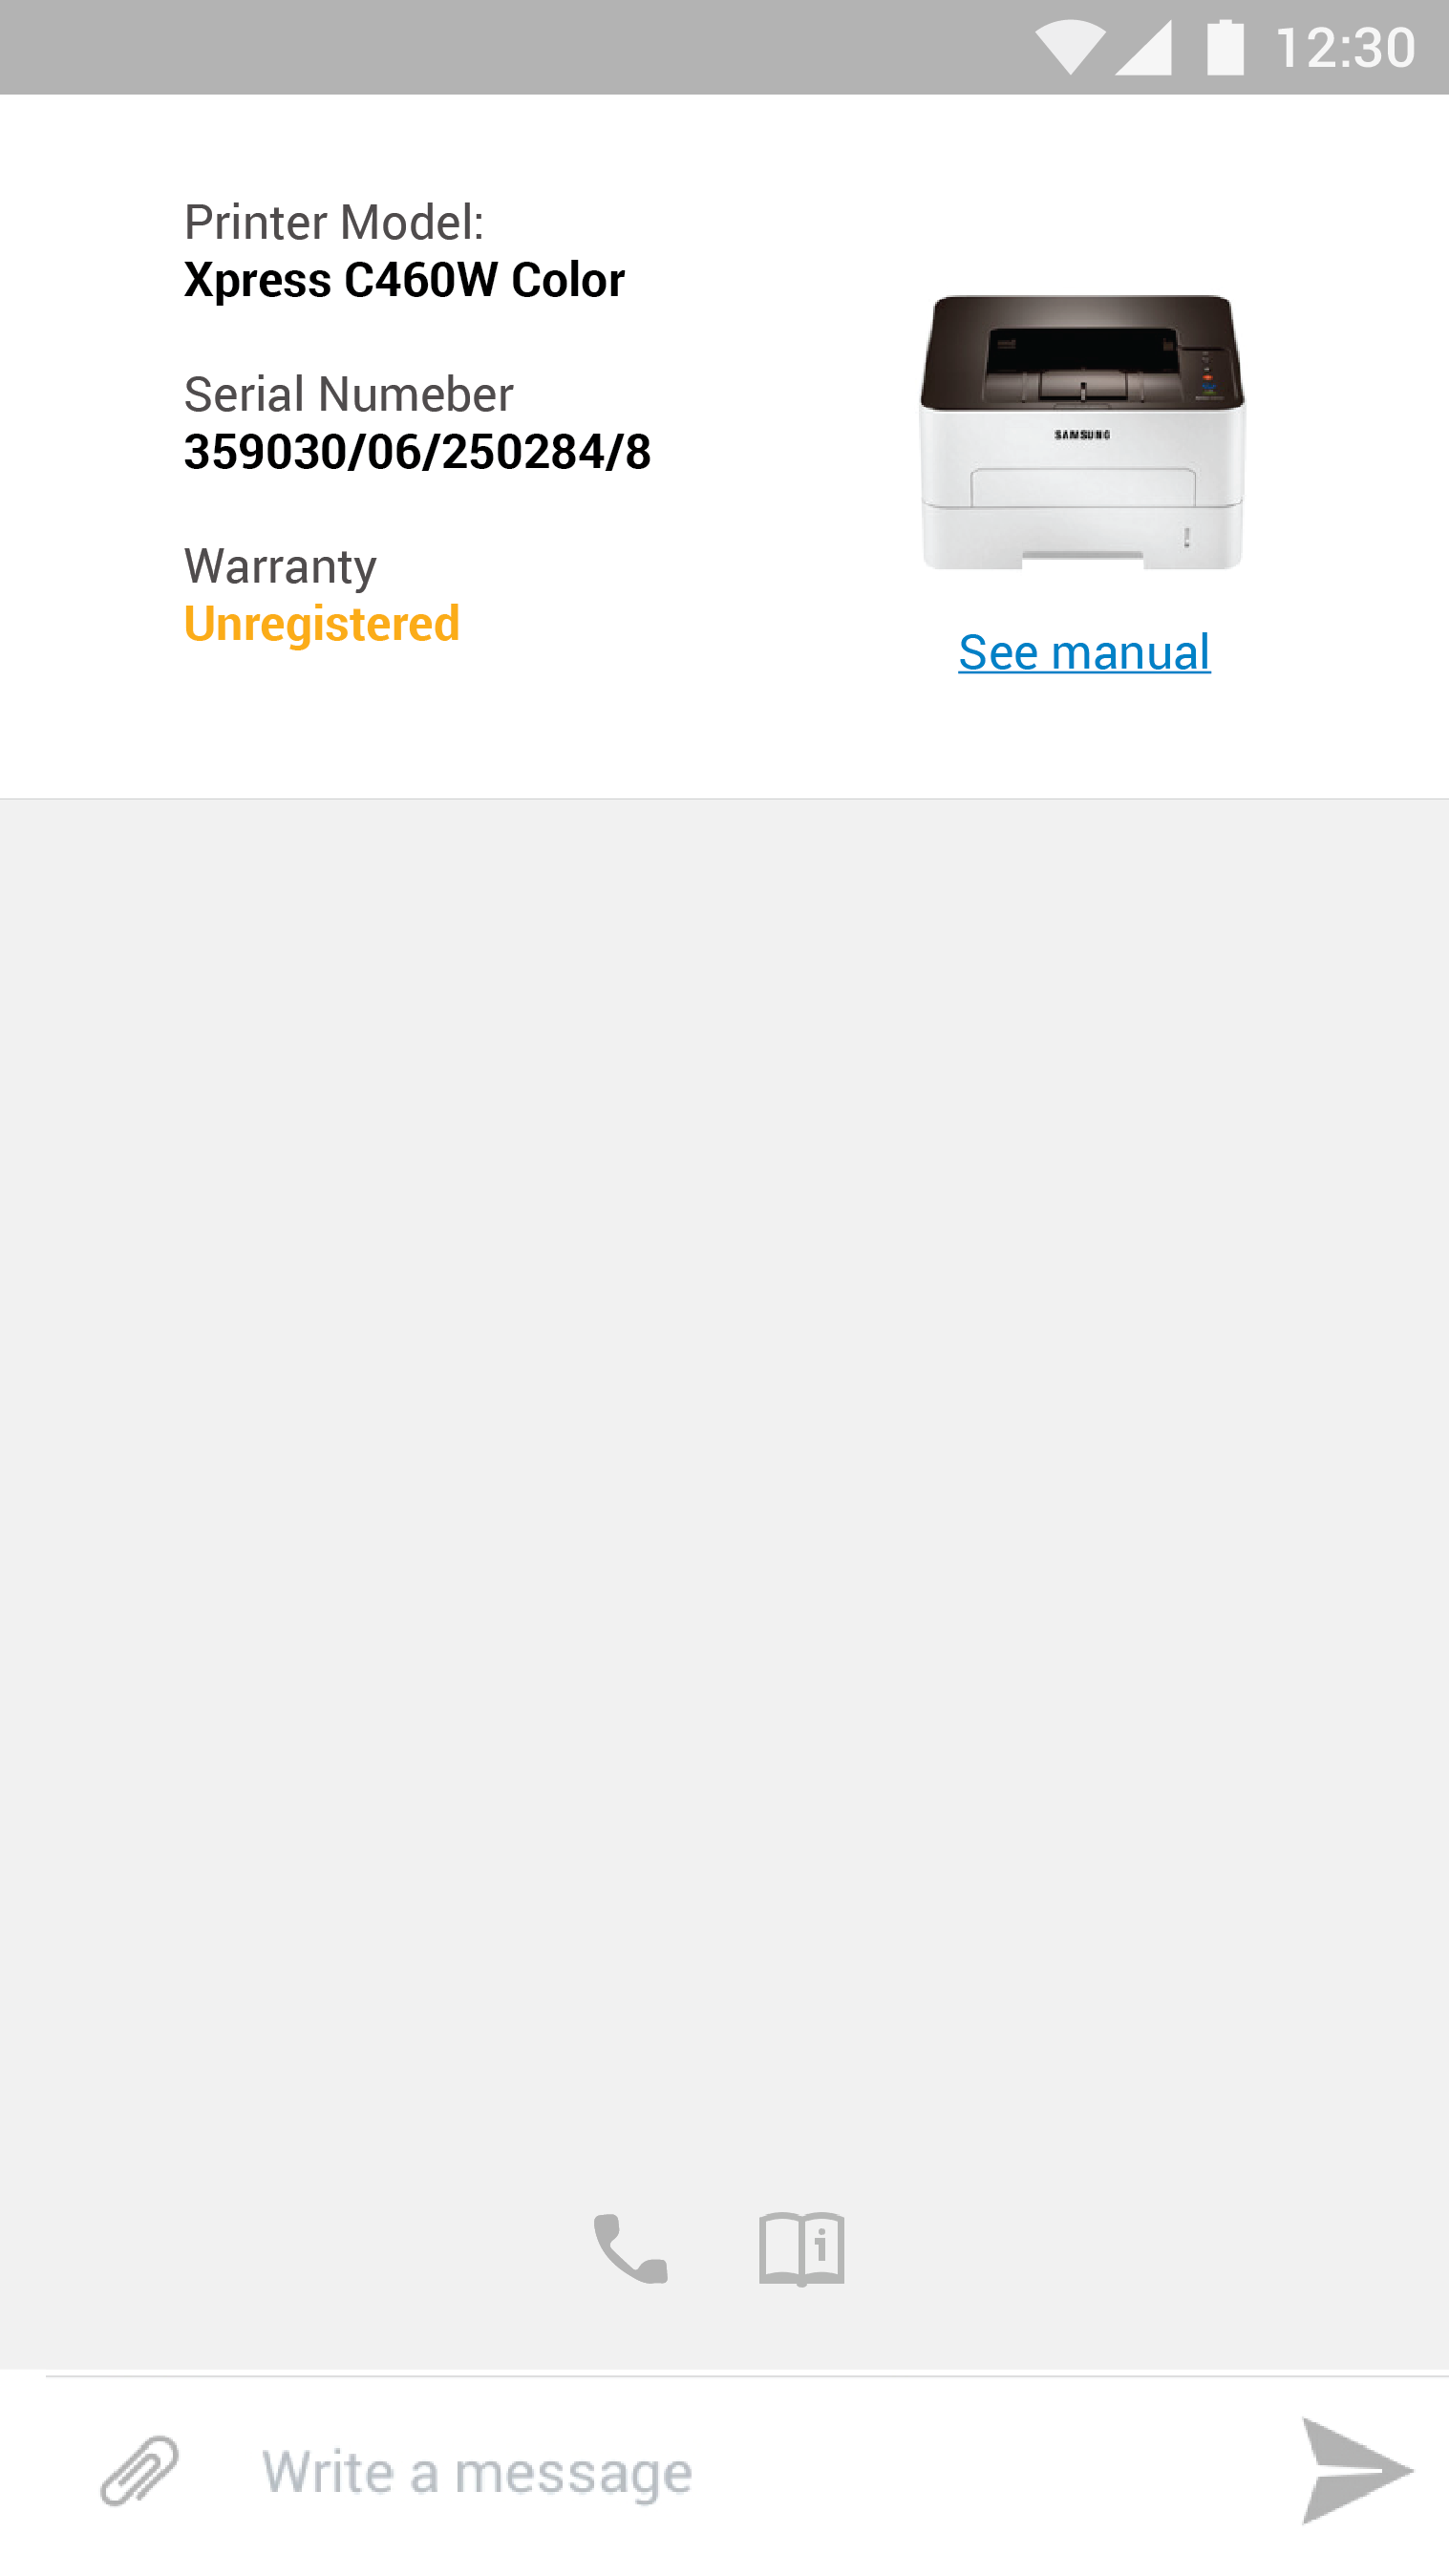 12:30
Printer Model:
Xpress C460W Color
Serial Numeber
359030/06/250284/8
Warranty
Unregistered
SAMSUNG
See manual
Write a message